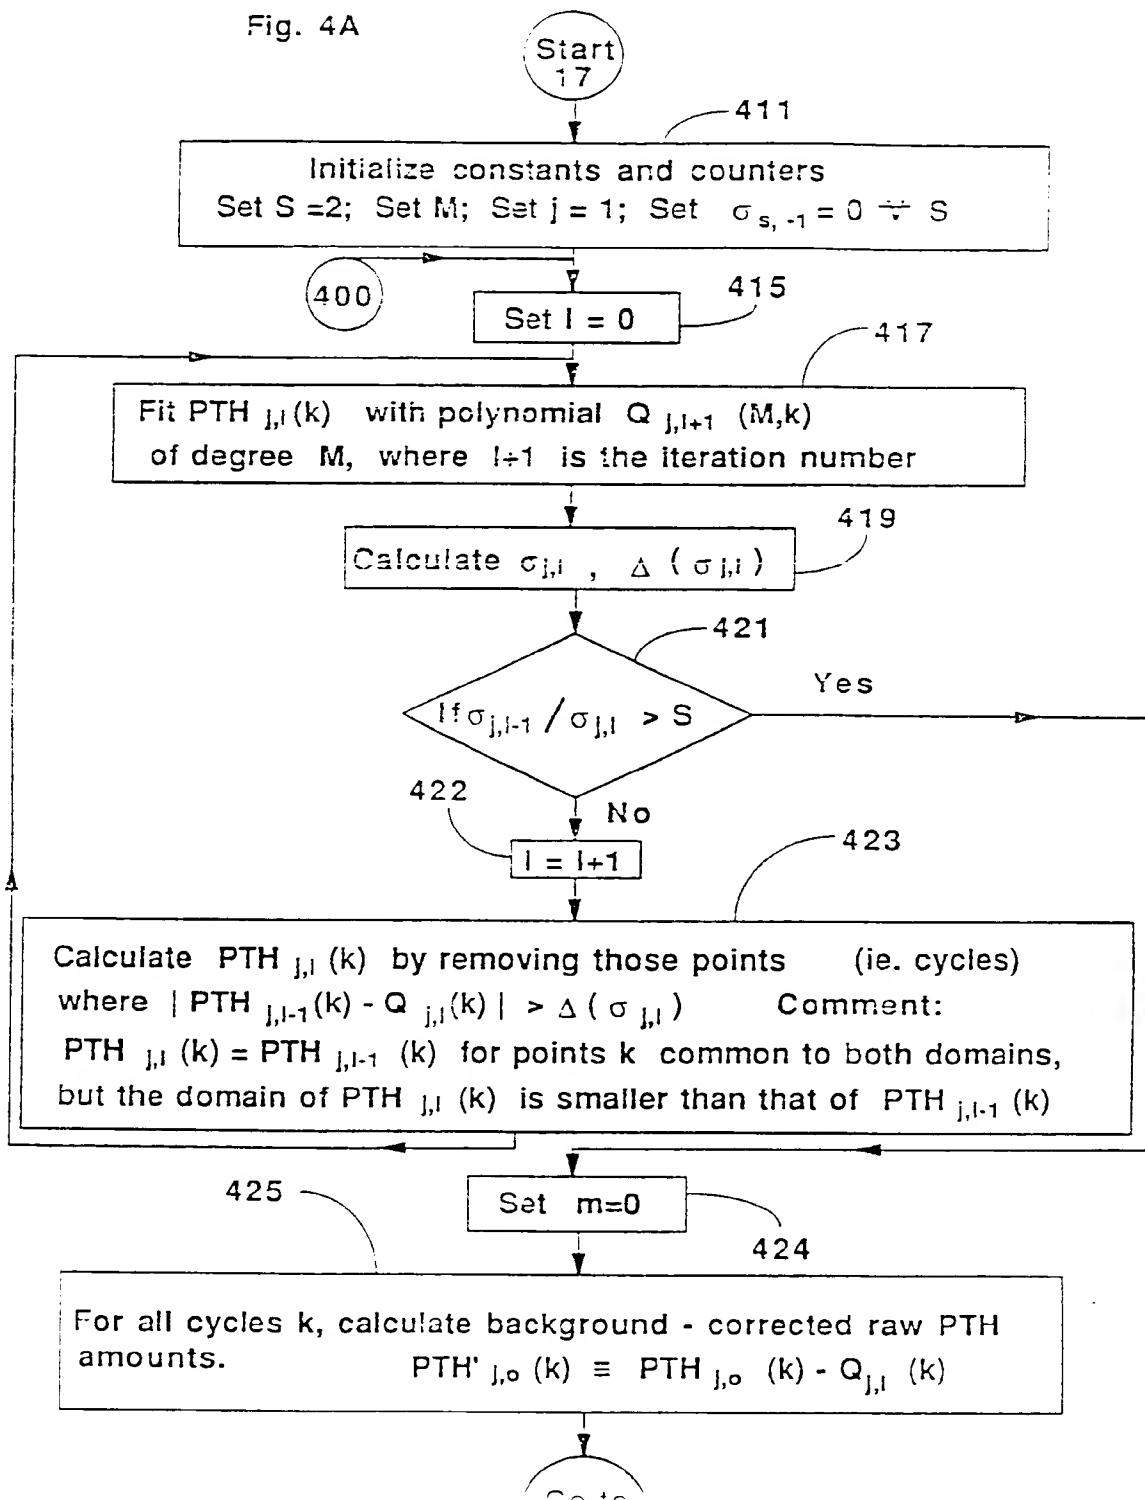 Fig. 4A
Start
17
411
Initialize constants and counters
Set S =2; Set M; Set j = 1; Set σ s, -1 = 0 ∀ S
400
415
Set l = 0
417
Fit PTH j,l (k) with polynomial Q j,l+1 (M,k)
of degree M, where l+1 is the iteration number
419
Calculate σ j,l , Δ ( σ j,l )
421
If σ j,l-1 / σ j,l > S
Yes
422
No
l = l+1
423
Calculate PTH j,l (k) by removing those points (ie. cycles)
where | PTH j,l-1 (k) - Q j,l (k) | > Δ ( σ j,l ) Comment:
PTH j,l (k) = PTH j,l-1 (k) for points k common to both domains,
but the domain of PTH j,l (k) is smaller than that of PTH j,l-1 (k)
425
Set m=0
424
For all cycles k, calculate background - corrected raw PTH
amounts. PTH' j,o (k) ≡ PTH j,o (k) - Q j,l (k)